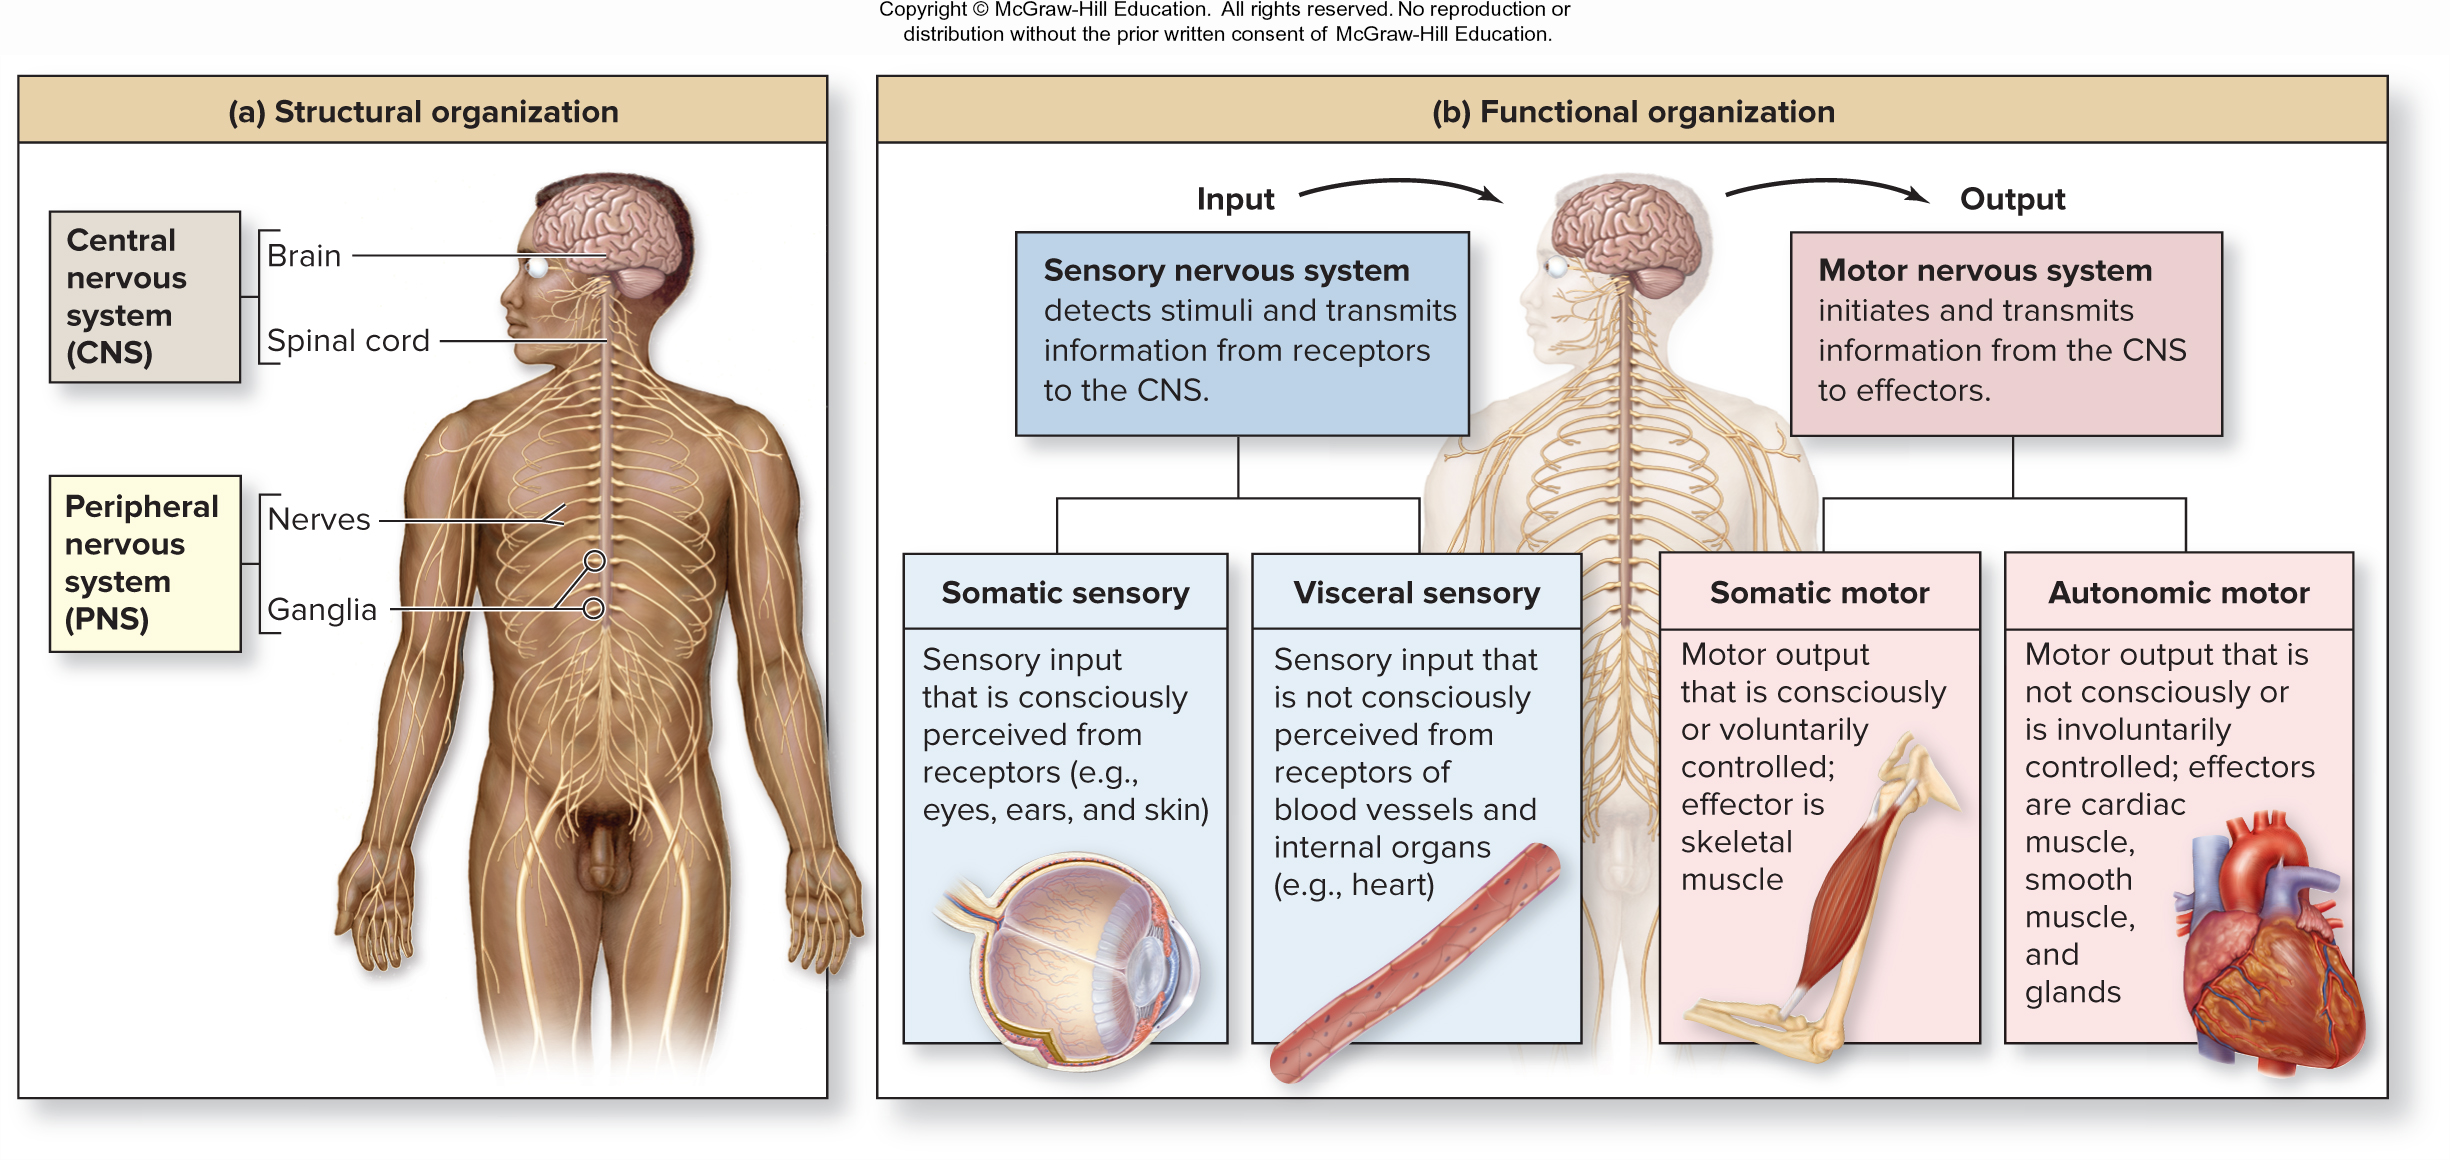 Copyright © McGraw-Hill Education. All rights reserved. No reproduction or
distribution without the prior written consent of McGraw-Hill Education.
(a) Structural organization
Central
nervous
system
(CNS)
Brain
Spinal cord
Peripheral
nervous
system
(PNS)
Nerves
Ganglia
(b) Functional organization
Input
Output
Sensory nervous system
detects stimuli and transmits
information from receptors
to the CNS.
Motor nervous system
initiates and transmits
information from the CNS
to effectors.
Somatic sensory
Sensory input
that is consciously
perceived from
receptors (e.g.,
eyes, ears, and skin)
Visceral sensory
Sensory input that
is not consciously
perceived from
receptors of
blood vessels and
internal organs
(e.g., heart)
Somatic motor
Motor output
that is consciously
or voluntarily
controlled;
effector is
skeletal
muscle
Autonomic motor
Motor output that is
not consciously or
is involuntarily
controlled; effectors
are cardiac
muscle,
smooth
muscle,
and
glands